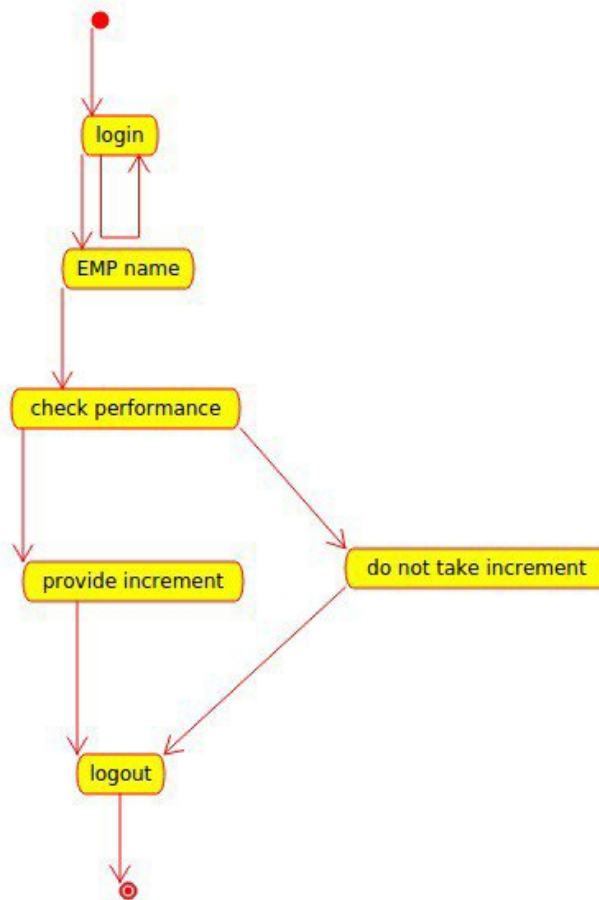 login
EMP name
check performance
provide increment
do not take increment
logout